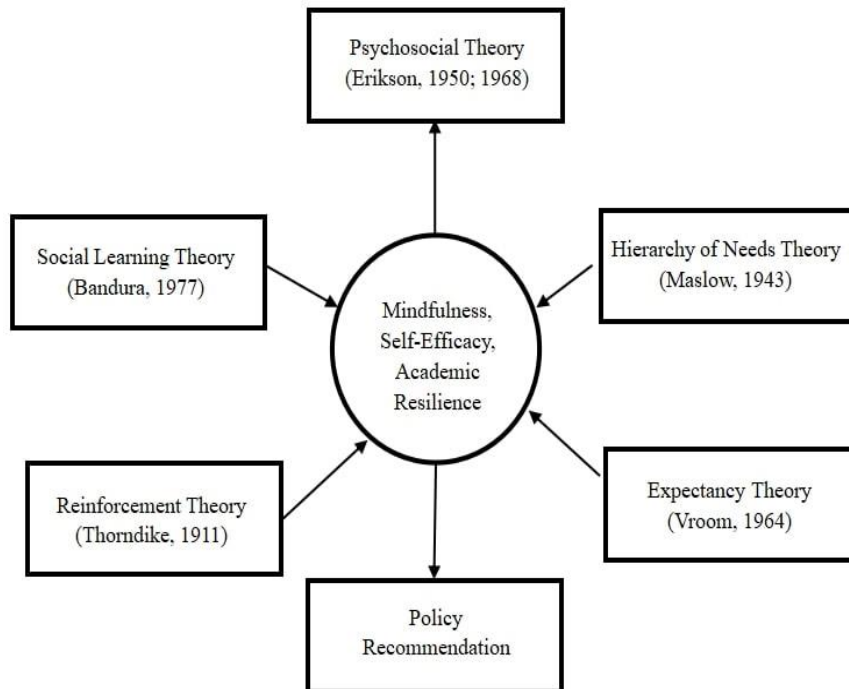 Psychosocial Theory
(Erikson, 1950; 1968)
Social Learning Theory
(Bandura, 1977)
Hierarchy of Needs Theory
(Maslow, 1943)
Mindfulness,
Self-Efficacy,
Academic
Resilience
Reinforcement Theory
(Thorndike, 1911)
Expectancy Theory
(Vroom, 1964)
Policy
Recommendation